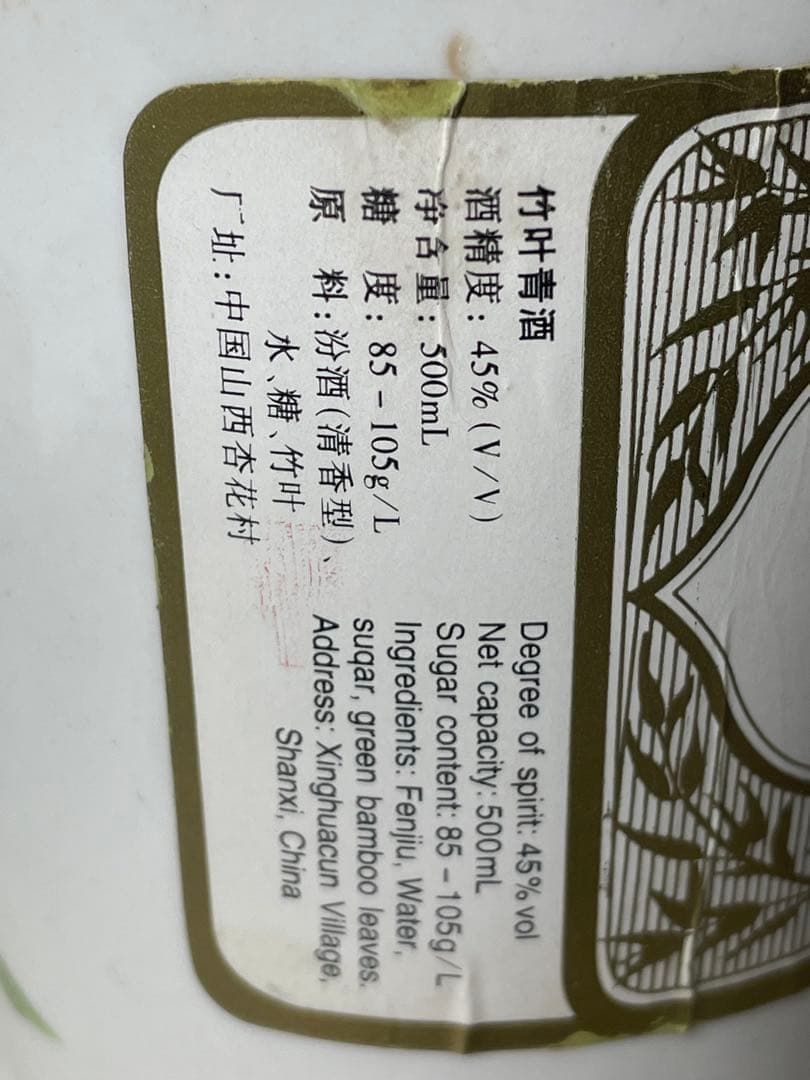 竹叶青酒
酒精度：45%（V/V）
净含量：500mL
糖 度：85－105g/L
原 料：汾酒（清香型）、
水、糖、竹叶
厂址：中国山西杏花村
Degree of spirit: 45% vol
Net capacity: 500mL
Sugar content: 85－105g/L
Ingredients: Fenjiu, Water,
suqar, green bamboo leaves.
Address: Xinghuacun Village,
Shanxi, China